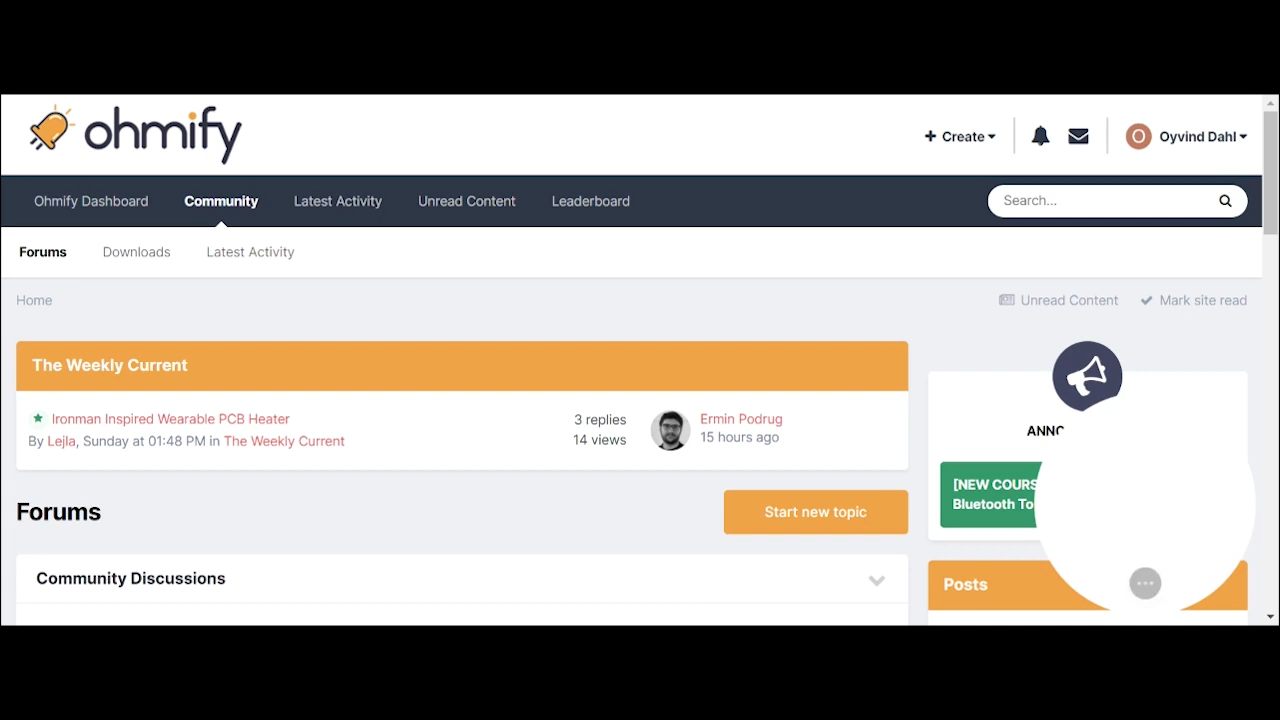 ohmify
Create
O
Oyvind Dahl
Ohmify Dashboard
Community
Latest Activity
Unread Content
Leaderboard
Search...
Forums
Downloads
Latest Activity
Home
Unread Content
Mark site read
The Weekly Current
Ironman Inspired Wearable PCB Heater
By Lejla, Sunday at 01:48 PM in The Weekly Current
3 replies
14 views
Ermin Podrug
15 hours ago
Forums
Start new topic
Community Discussions
[NEW
Bluetooth
Posts